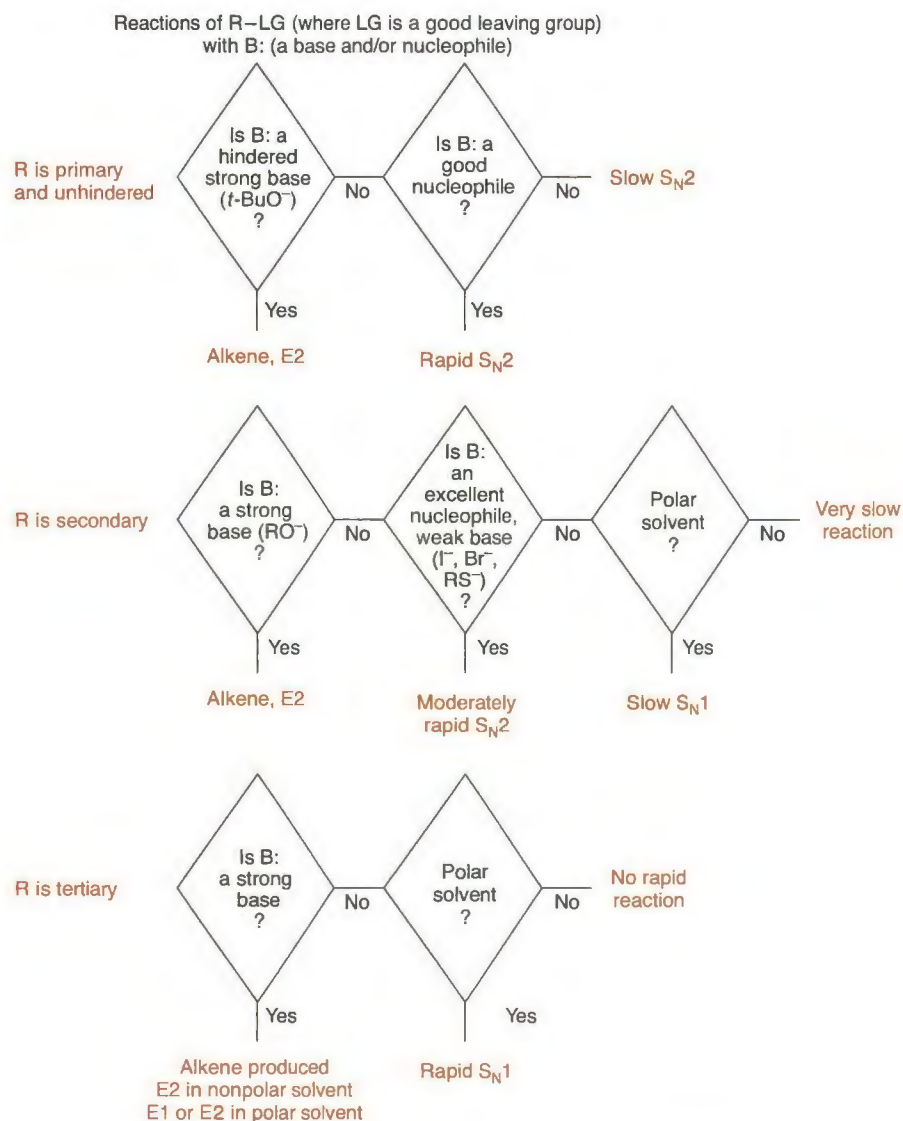 Reactions of R–LG (where LG is a good leaving group)
with B: (a base and/or nucleophile)
R is primary
and unhindered
Is B: a
hindered
strong base
(t-BuO⁻)
?
No
Is B: a
good
nucleophile
?
No
Slow SN2
Yes
Yes
Alkene, E2
Rapid SN2
R is secondary
Is B:
a strong
base (RO⁻)
?
No
Is B:
an
excellent
nucleophile,
weak base
(I⁻, Br⁻,
RS⁻)
?
No
Polar
solvent
?
No
Very slow
reaction
Yes
Yes
Yes
Alkene, E2
Moderately
rapid SN2
Slow SN1
R is tertiary
Is B:
a strong
base
?
No
Polar
solvent
?
No
No rapid
reaction
Yes
Yes
Alkene produced
E2 in nonpolar solvent
E1 or E2 in polar solvent
Rapid SN1